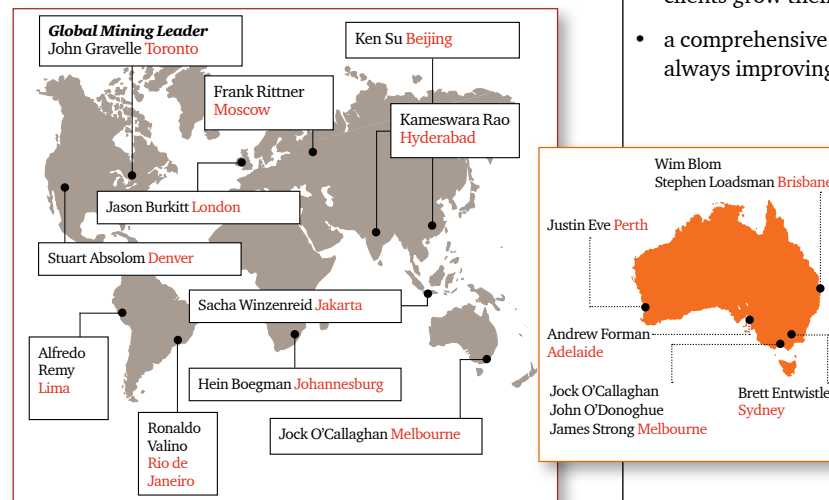 clients grow their
• a comprehensive
always improving
Global Mining Leader
John Gravelle Toronto
Ken Su Beijing
Frank Rittner
Moscow
Kameswara Rao
Hyderabad
Jason Burkitt London
Stuart Absolom Denver
Sacha Winzenreid Jakarta
Alfredo
Remy
Lima
Hein Boegman Johannesburg
Ronaldo
Valino
Rio de
Janeiro
Jock O’Callaghan Melbourne
Wim Blom
Stephen Loadsman Brisbane
Justin Eve Perth
Andrew Forman
Adelaide
Jock O’Callaghan
John O’Donoghue
James Strong Melbourne
Brett Entwistle
Sydney